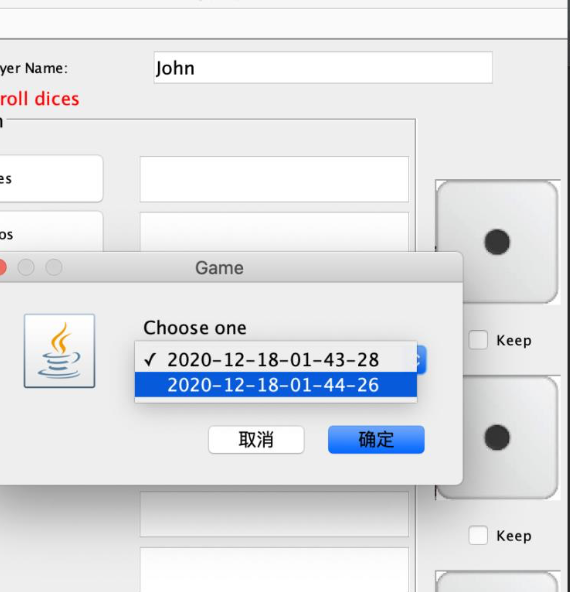 yer Name:
John
roll dices
es
os
Game
Choose one
✓ 2020-12-18-01-43-28
2020-12-18-01-44-26
取消
确定
Keep
Keep